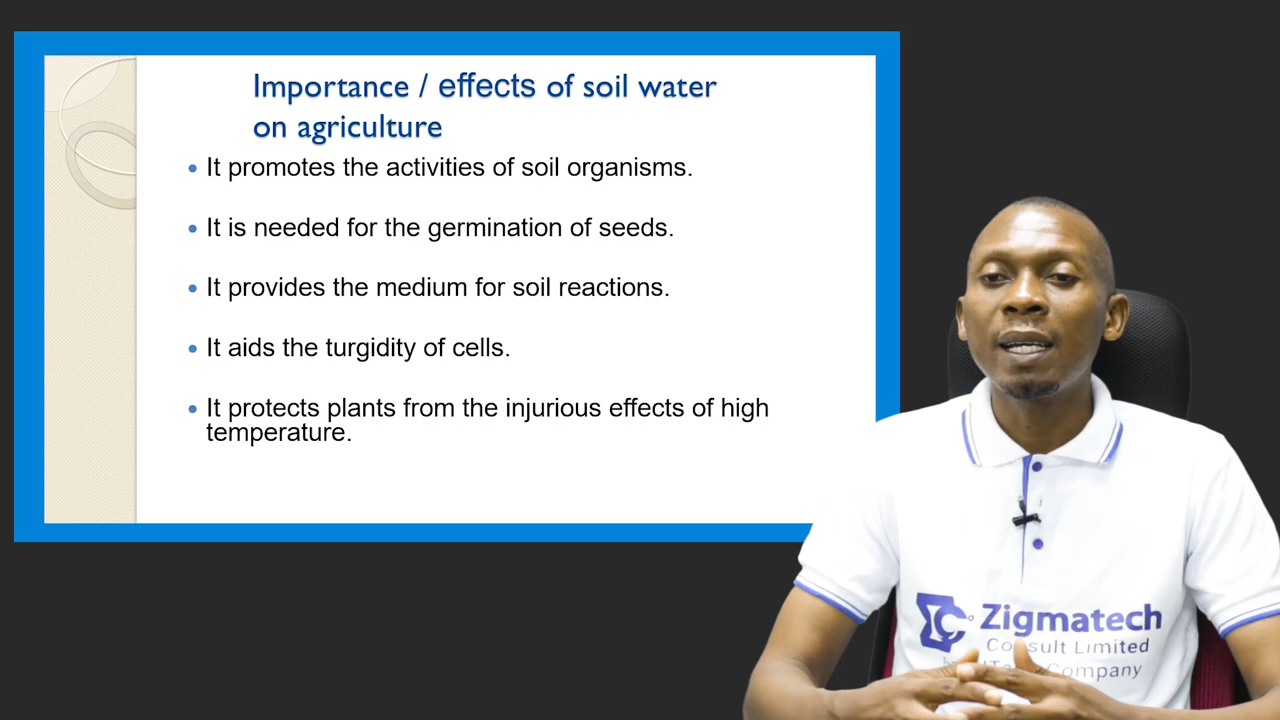 Importance / effects of soil water
on agriculture
• It promotes the activities of soil organisms.
• It is needed for the germination of seeds.
• It provides the medium for soil reactions.
• It aids the turgidity of cells.
• It protects plants from the injurious effects of high
temperature.
Zigmatech
Limited
Company